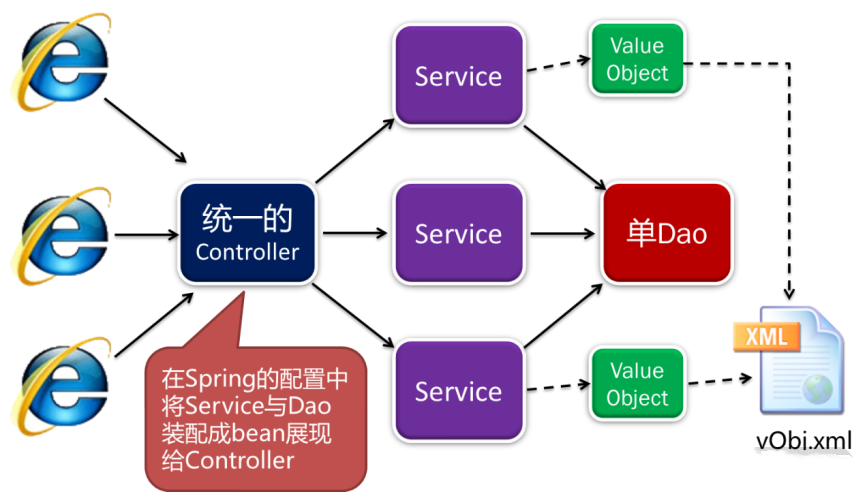 Service
Value
Object
统一的
Controller
Service
单Dao
XML
在Spring的配置中
将Service与Dao
装配成bean展现
给Controller
Service
Value
Object
vObj.xml